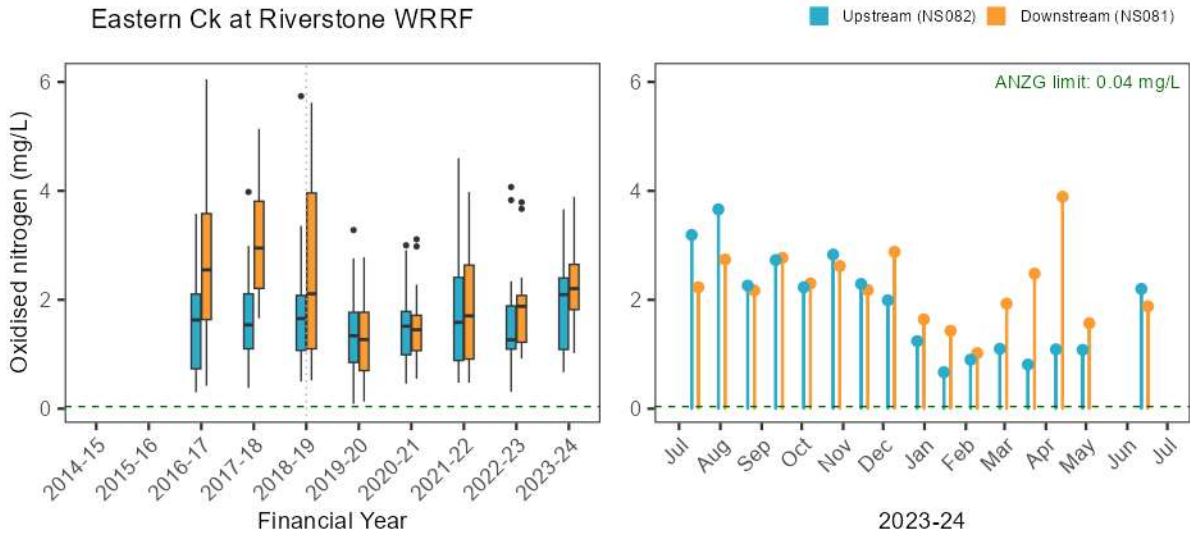 Eastern Ck at Riverstone WRRF
Upstream (NS082) Downstream (NS081)
Oxidised nitrogen (mg/L)
6
4
2
0
2014-15
2015-16
2016-17
2017-18
2018-19
2019-20
2020-21
2021-22
2022-23
2023-24
Financial Year
ANZG limit: 0.04 mg/L
6
4
2
0
Jul
Aug
Sep
Oct
Nov
Dec
Jan
Feb
Mar
Apr
May
Jun
Jul
2023-24